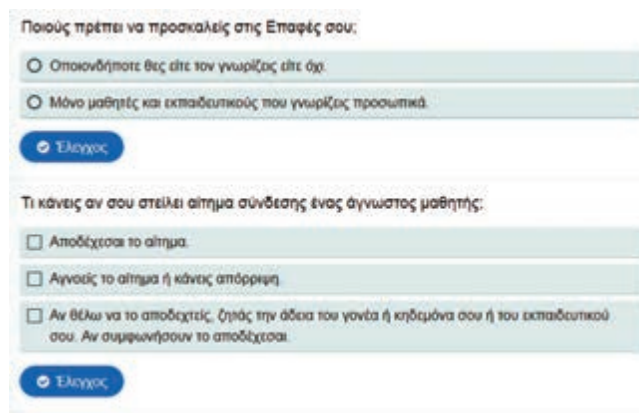 Ποιούς πρέπει να προσκαλείς στις Επαφές σου;
Οποιονδήποτε θες είτε τον γνωρίζεις είτε όχι.
Μόνο μαθητές και εκπαιδευτικούς που γνωρίζεις προσωπικά.
Έλεγχος
Τι κάνεις αν σου στείλει αίτημα σύνδεσης ένας άγνωστος μαθητής;
Αποδέχεσαι το αίτημα.
Αγνοείς το αίτημα ή κάνεις απόρριψη.
Αν θέλω να το αποδεχτείς, ζητάς την άδεια του γονέα ή κηδεμόνα σου ή του εκπαιδευτικού
σου. Αν συμφωνήσουν το αποδέχεσαι.
Έλεγχος